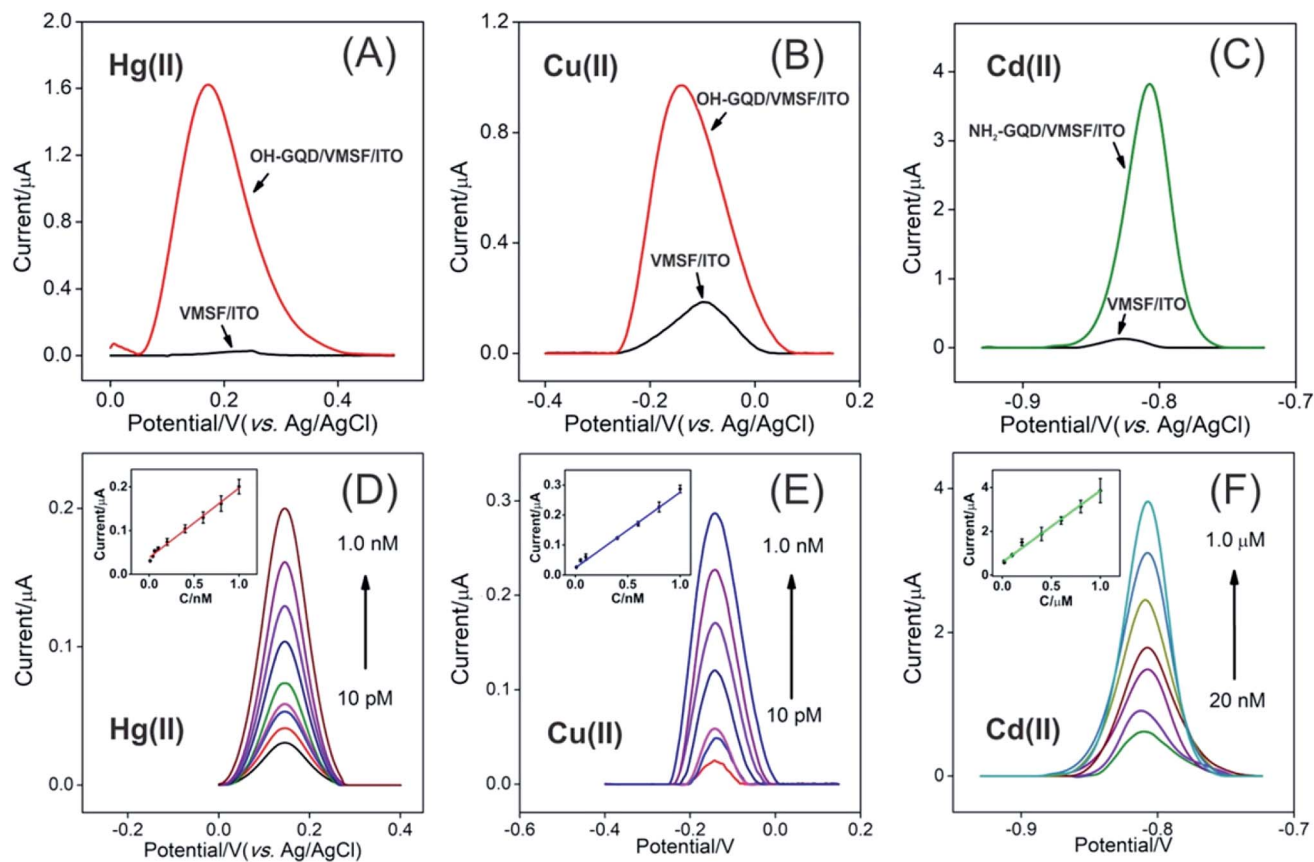 2.0
1.6
1.2
0.8
0.4
0.0
Current/μA
Hg(II)
(A)
OH-GQD/VMSF/ITO
VMSF/ITO
0.0 0.2 0.4
Potential/V(vs. Ag/AgCl)
1.2
0.8
0.4
0.0
Current/μA
Cu(II)
(B)
OH-GQD/VMSF/ITO
VMSF/ITO
-0.4 -0.2 0.0 0.2
Potential/V(vs. Ag/AgCl)
4
3
2
1
0
Current/μA
Cd(II)
(C)
NH₂-GQD/VMSF/ITO
VMSF/ITO
-0.9 -0.8 -0.7
Potential/V(vs. Ag/AgCl)
0.2
0.1
0.0
Current/μA
0.2
0.1
0.0
Current/μA
0.0 0.5 1.0
C/nM
(D)
1.0 nM
10 pM
Hg(II)
-0.2 0.0 0.2 0.4
Potential/V(vs. Ag/AgCl)
0.3
0.2
0.1
0.0
Current/μA
0.3
0.2
0.1
0.0
Current/μA
0.0 0.5 1.0
C/nM
(E)
1.0 nM
10 pM
Cu(II)
-0.6 -0.4 -0.2 0.0 0.2
Potential/V
4
2
0
Current/μA
4
2
0
Current/μA
0.0 0.5 1.0
C/μM
(F)
1.0 μM
20 nM
Cd(II)
-0.9 -0.8 -0.7
Potential/V